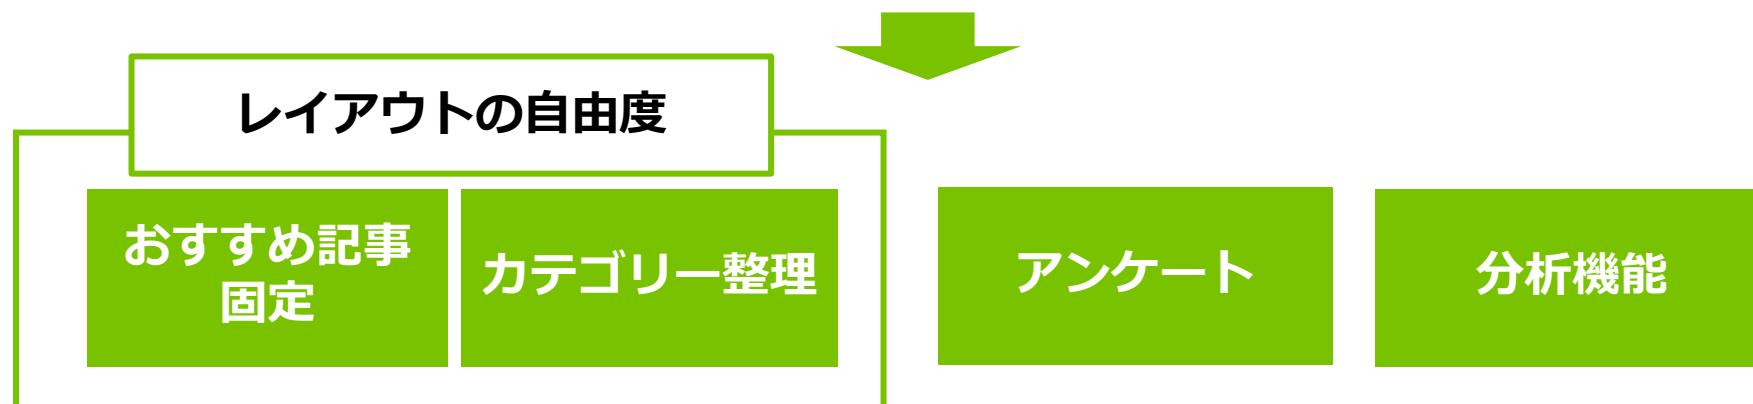 レイアウトの自由度
おすすめ記事
固定
カテゴリー整理
アンケート
分析機能